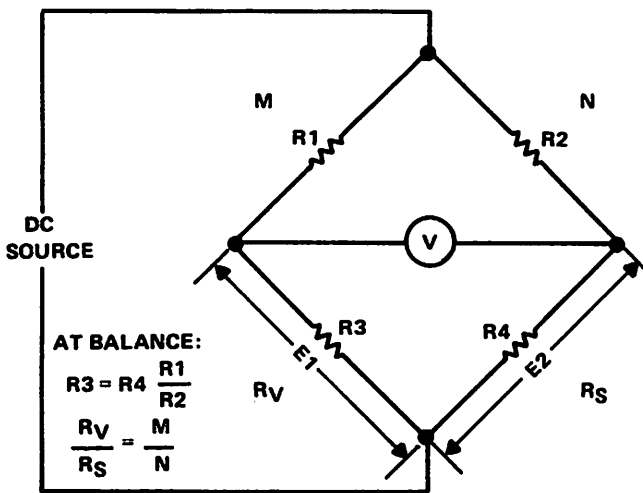 M
N
R1
R2
DC
SOURCE
V
AT BALANCE:
R3 = R4 R1/R2
RV/RS = M/N
R3
R4
E1
E2
RV
RS